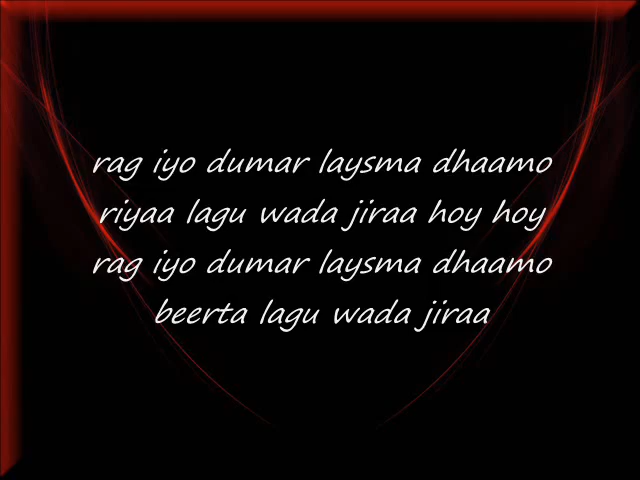 rag iyo dumar laysma dhaamo
riyaa lagu wada jiraa hoy hoy
rag iyo dumar laysma dhaamo
beerta lagu wada jiraa